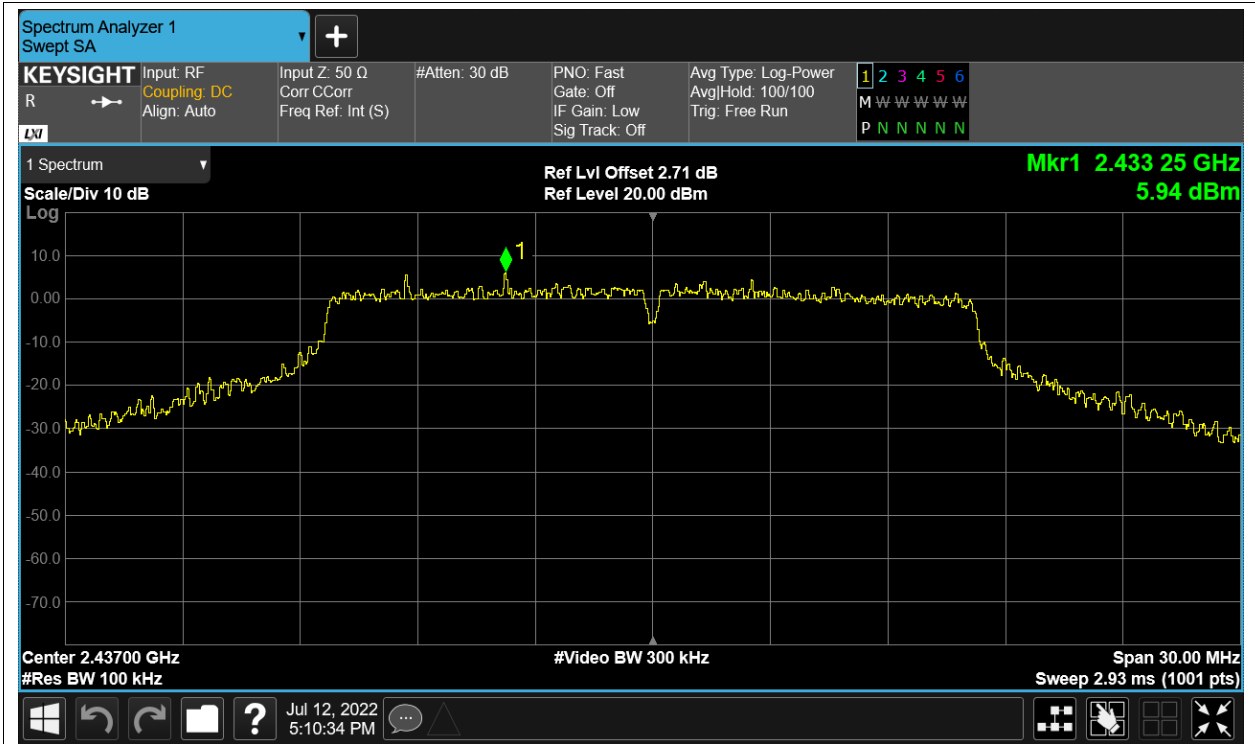 Spectrum Analyzer 1
Swept SA
KEYSIGHT
R
LXI
Input: RF
Coupling: DC
Align: Auto
Input Z: 50 Ω
Corr CCorr
Freq Ref: Int (S)
#Atten: 30 dB
PNO: Fast
Gate: Off
IF Gain: Low
Sig Track: Off
Avg Type: Log-Power
Avg|Hold: 100/100
Trig: Free Run
1 2 3 4 5 6
M W W W W W
P N N N N N
1 Spectrum
Scale/Div 10 dB
Log
Ref Lvl Offset 2.71 dB
Ref Level 20.00 dBm
Mkr1 2.433 25 GHz
5.94 dBm
1
10.0
0.00
-10.0
-20.0
-30.0
-40.0
-50.0
-60.0
-70.0
Center 2.43700 GHz
#Res BW 100 kHz
#Video BW 300 kHz
Span 30.00 MHz
Sweep 2.93 ms (1001 pts)
?
Jul 12, 2022
5:10:34 PM